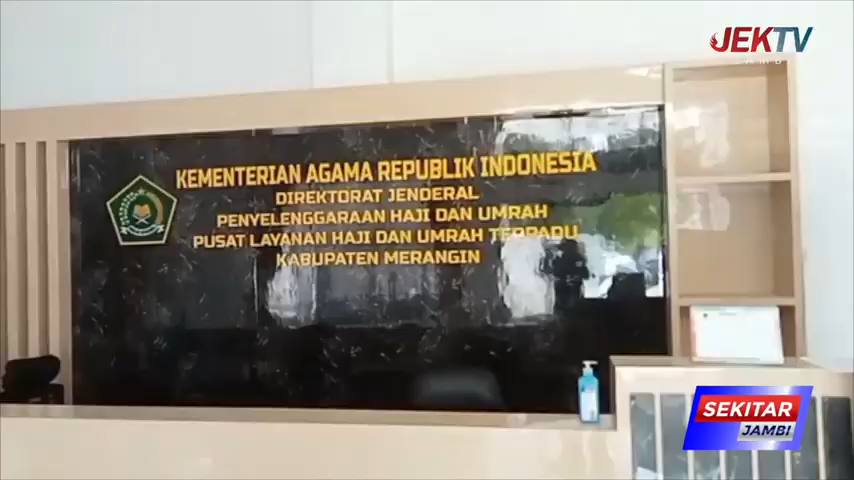 JEKTV
JAMBI
KEMENTERIAN AGAMA REPUBLIK INDONESIA
DIREKTORAT JENDERAL
PENYELENGGARAAN HAJI DAN UMRAH
PUSAT LAYANAN HAJI DAN UMRAH TERPADU
KABUPATEN MERANGIN
SEKITAR
JAMBI